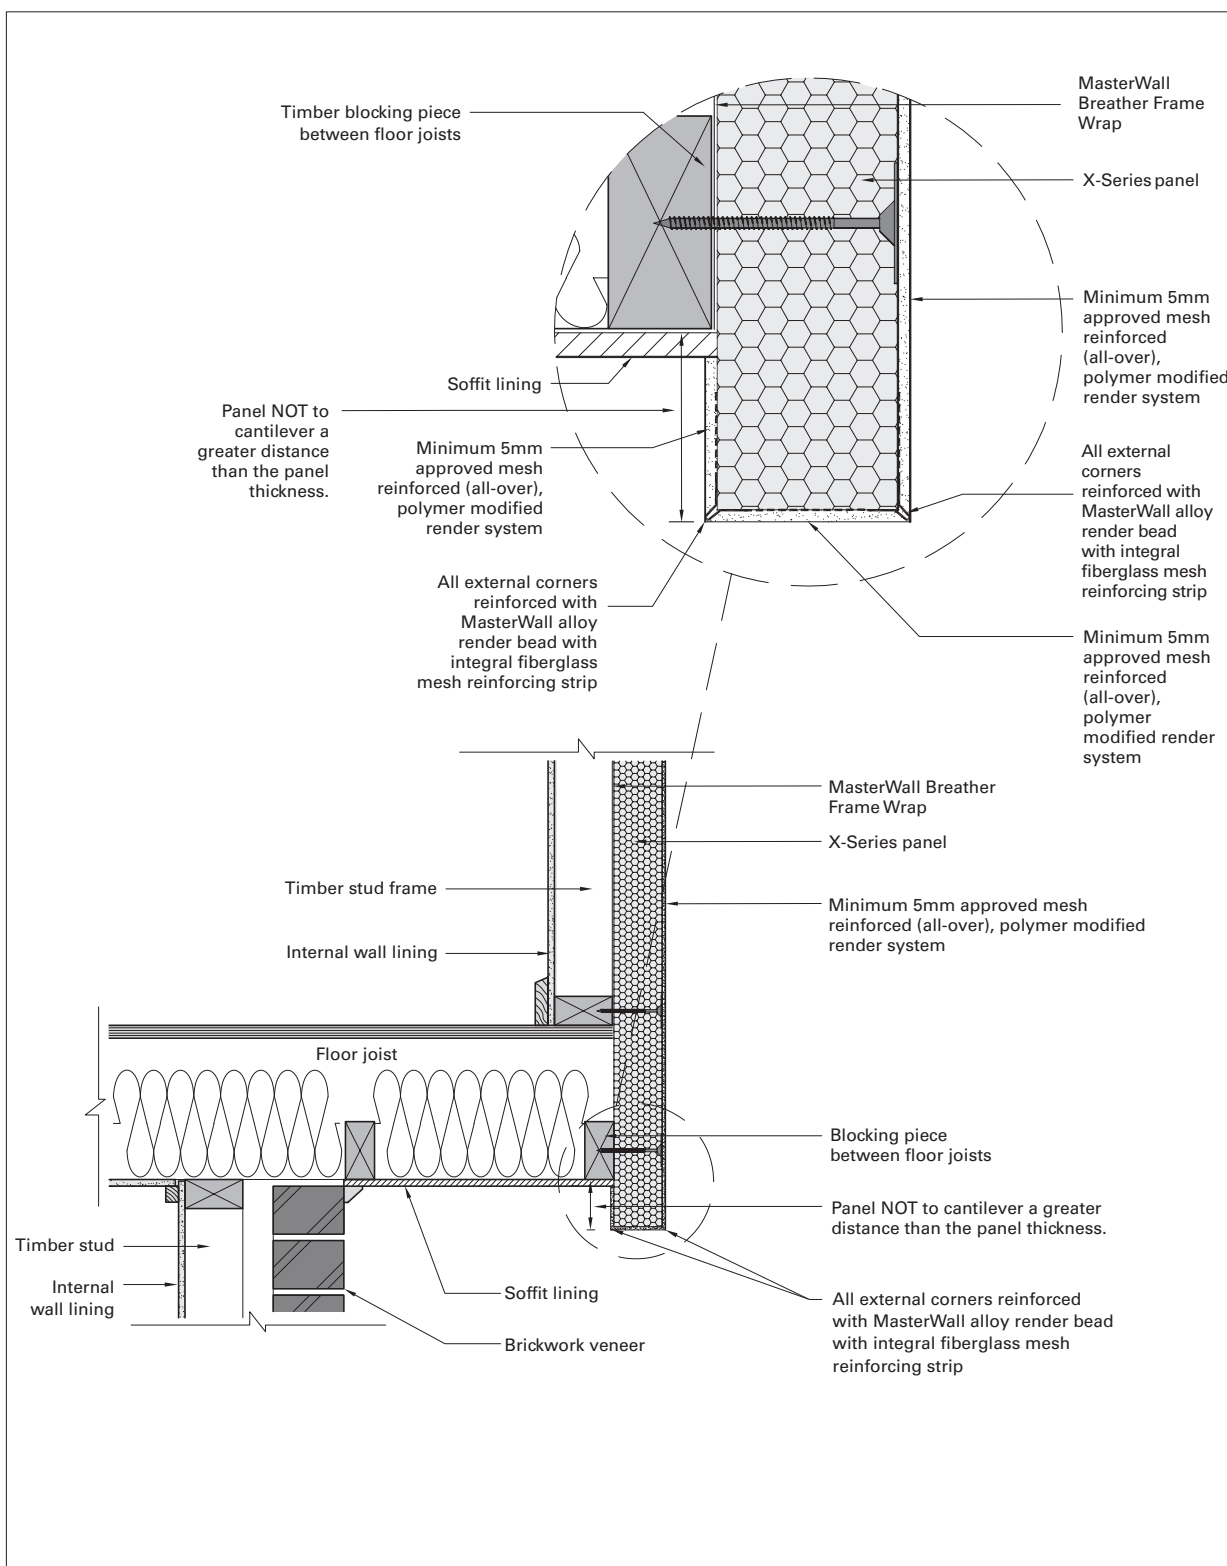 Timber blocking piece
between floor joists
MasterWall
Breather Frame
Wrap
X-Series panel
Minimum 5mm
approved mesh
reinforced
(all-over),
polymer modified
render system
Soffit lining
Panel NOT to
cantilever a
greater distance
than the panel
thickness.
Minimum 5mm
approved mesh
reinforced (all-over),
polymer modified
render system
All external
corners
reinforced with
MasterWall alloy
render bead
with integral
fiberglass mesh
reinforcing strip
All external corners
reinforced with
MasterWall alloy
render bead with
integral fiberglass
mesh reinforcing strip
Minimum 5mm
approved mesh
reinforced
(all-over),
polymer
modified render
system
MasterWall Breather
Frame Wrap
X-Series panel
Timber stud frame
Minimum 5mm approved mesh
reinforced (all-over), polymer modified
render system
Internal wall lining
Floor joist
Blocking piece
between floor joists
Panel NOT to cantilever a greater
distance than the panel thickness.
Timber stud
Internal
wall lining
Soffit lining
All external corners reinforced
with MasterWall alloy render bead
with integral fiberglass mesh
reinforcing strip
Brickwork veneer